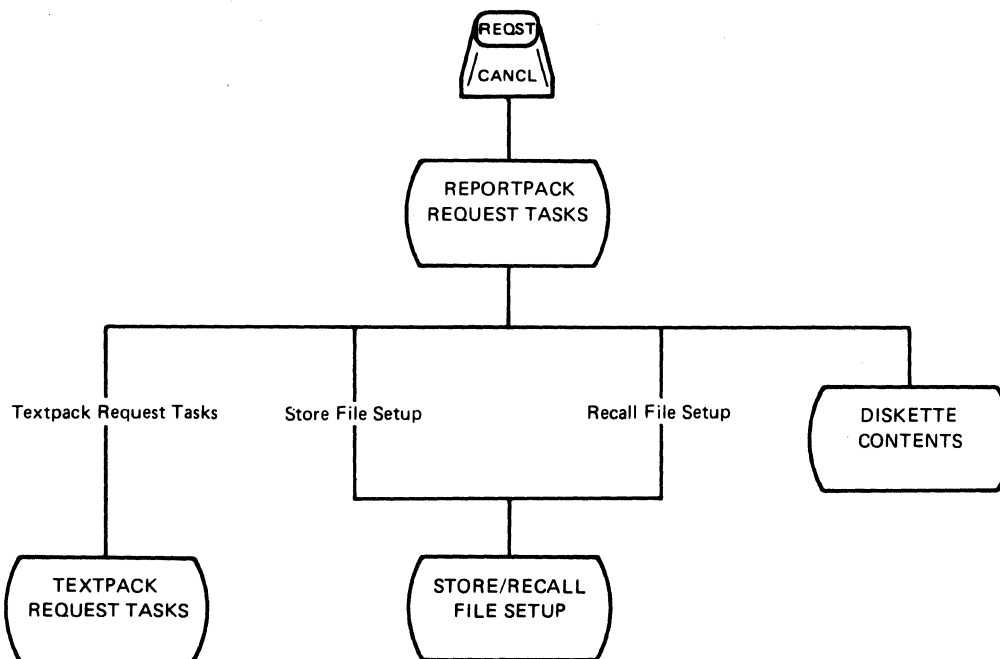 REQST
CANCL
REPORTPACK
REQUEST TASKS
Textpack Request Tasks
Store File Setup
Recall File Setup
DISKETTE
CONTENTS
TEXTPACK
REQUEST TASKS
STORE/RECALL
FILE SETUP